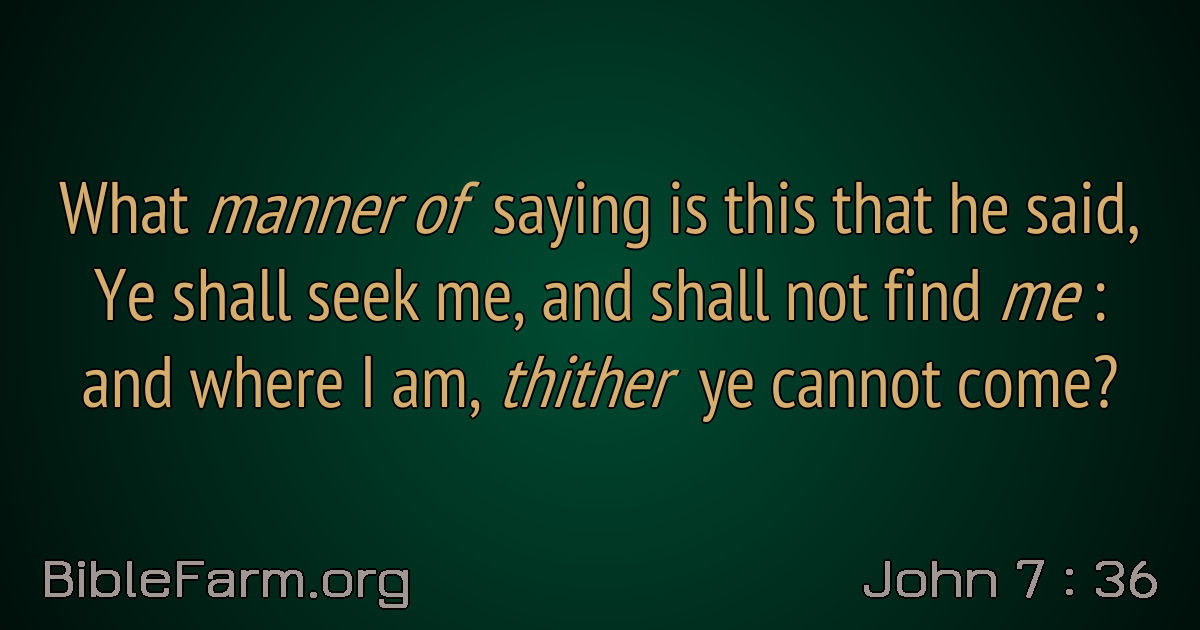 What manner of saying is this that he said,
Ye shall seek me, and shall not find me :
and where I am, thither ye cannot come?
BibleFarm.org
John 7 : 36